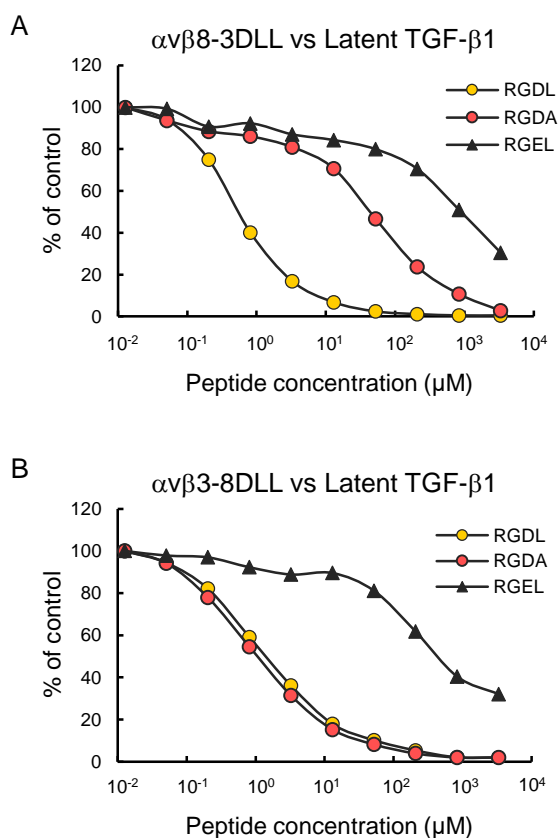 A
αvβ8-3DLL vs Latent TGF-β1
120
100
80
60
40
20
0
% of control
RGDL
RGDA
RGEL
10⁻² 10⁻¹ 10⁰ 10¹ 10² 10³ 10⁴
Peptide concentration (µM)
B
αvβ3-8DLL vs Latent TGF-β1
120
100
80
60
40
20
0
% of control
RGDL
RGDA
RGEL
10⁻² 10⁻¹ 10⁰ 10¹ 10² 10³ 10⁴
Peptide concentration (µM)